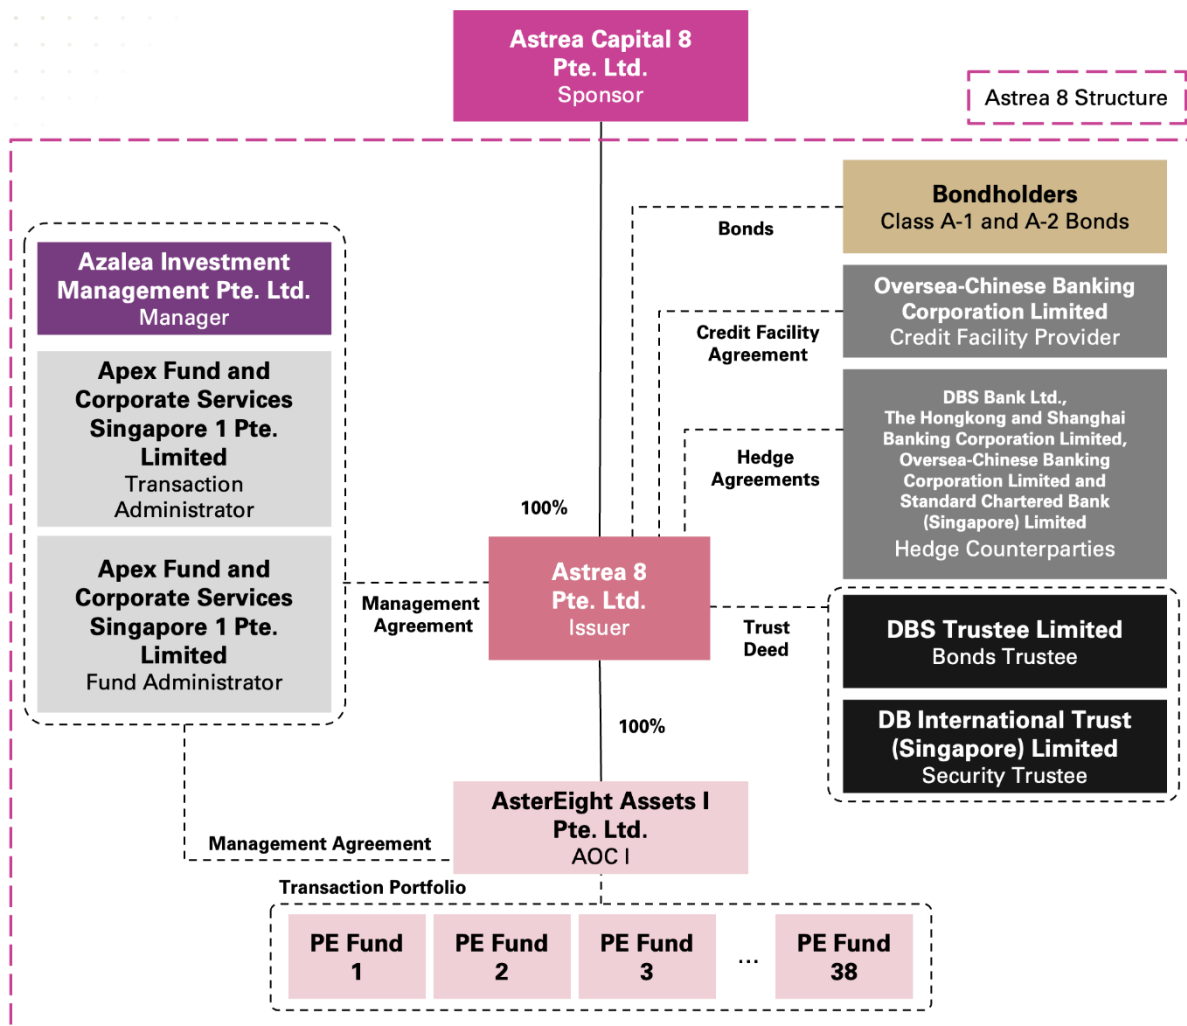 Astrea Capital 8
Pte. Ltd.
Sponsor
Astrea 8 Structure
Bondholders
Class A-1 and A-2 Bonds
Bonds
Azalea Investment
Management Pte. Ltd.
Manager
Oversea-Chinese Banking
Corporation Limited
Credit Facility Provider
Credit Facility
Agreement
Apex Fund and
Corporate Services
Singapore 1 Pte.
Limited
Transaction
Administrator
DBS Bank Ltd.,
The Hongkong and Shanghai
Banking Corporation Limited,
Oversea-Chinese Banking
Corporation Limited and
Standard Chartered Bank
(Singapore) Limited
Hedge Counterparties
Hedge
Agreements
100%
Apex Fund and
Corporate Services
Singapore 1 Pte.
Limited
Fund Administrator
Management
Agreement
Astrea 8
Pte. Ltd.
Issuer
Trust
Deed
DBS Trustee Limited
Bonds Trustee
DB International Trust
(Singapore) Limited
Security Trustee
100%
AsterEight Assets I
Pte. Ltd.
AOC I
Management Agreement
Transaction Portfolio
PE Fund
1
PE Fund
2
PE Fund
3
...
PE Fund
38